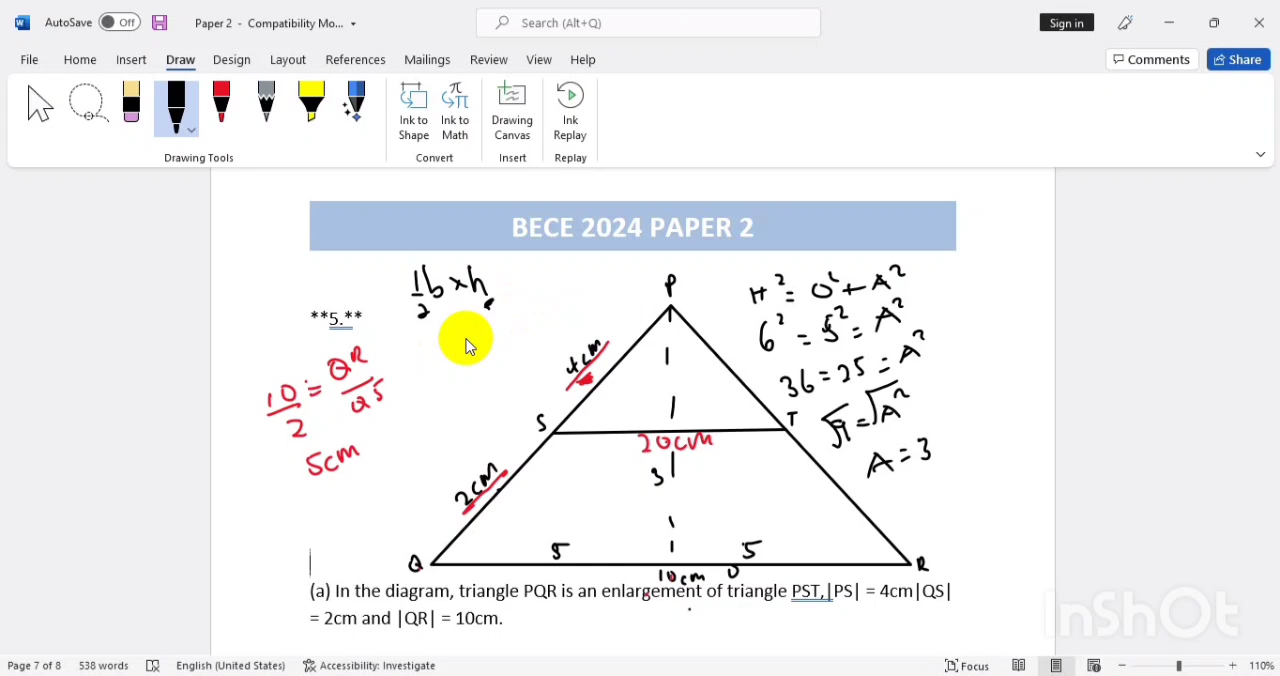 AutoSave Off Paper 2 - Compatibility Mo... Search (Alt+Q) Sign in
File Home Insert Draw Design Layout References Mailings Review View Help Comments Share
Ink to Shape
Ink to Math
Drawing Canvas
Ink Replay
Drawing Tools Convert Insert Replay
BECE 2024 PAPER 2
**5.**
1/2 b × h
10/2 = QR/QS
5cm
P
4cm
S
T
20cm
2cm
3
5
5
Q
10cm
0
R
H² = O² + A²
6² = 5² = A²
36 = 25 = A²
√9 = √A²
A = 3
(a) In the diagram, triangle PQR is an enlargement of triangle PST,|PS| = 4cm|QS|
= 2cm and |QR| = 10cm.
InShOt
Page 7 of 8 538 words English (United States) Accessibility: Investigate Focus 110%